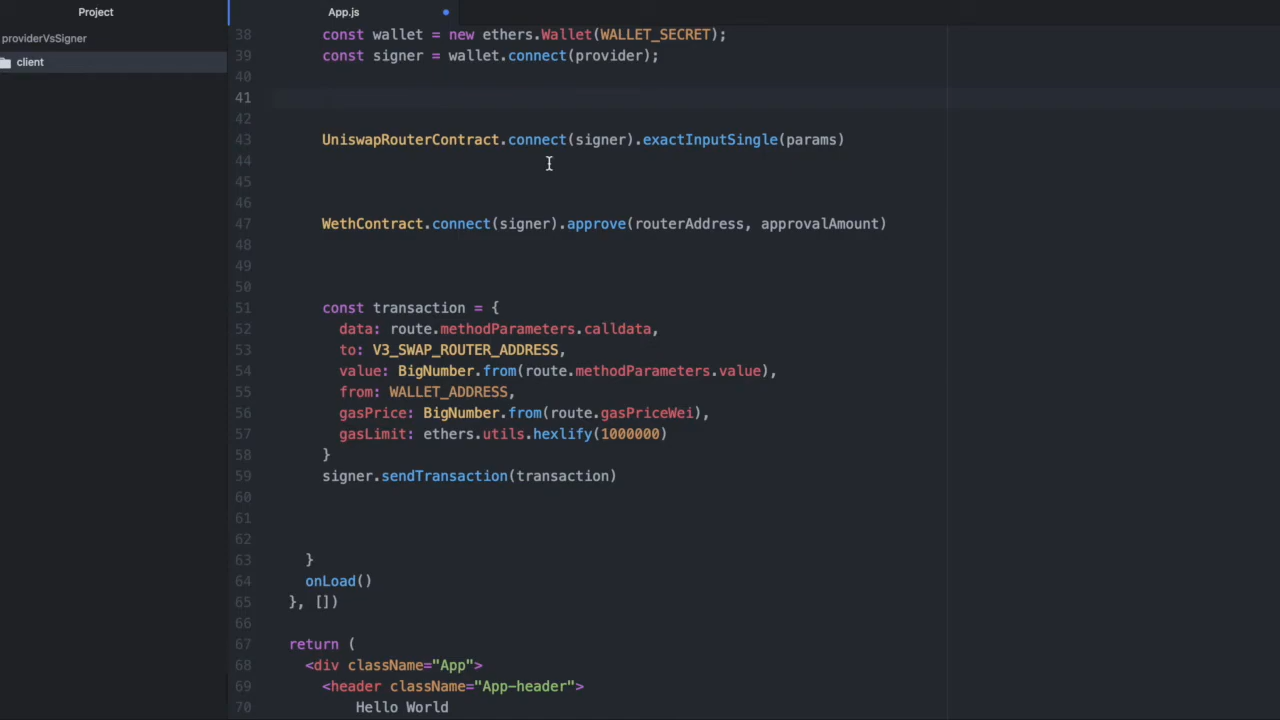 Project
App.js
providerVsSigner
client
38 const wallet = new ethers.Wallet(WALLET_SECRET);
39 const signer = wallet.connect(provider);
40
41
42
43 UniswapRouterContract.connect(signer).exactInputSingle(params)
44
45
46
47 WethContract.connect(signer).approve(routerAddress, approvalAmount)
48
49
50
51 const transaction = {
52 data: route.methodParameters.calldata,
53 to: V3_SWAP_ROUTER_ADDRESS,
54 value: BigNumber.from(route.methodParameters.value),
55 from: WALLET_ADDRESS,
56 gasPrice: BigNumber.from(route.gasPriceWei),
57 gasLimit: ethers.utils.hexlify(1000000)
58 }
59 signer.sendTransaction(transaction)
60
61
62
63 }
64 onLoad()
65 }, [])
66
67 return (
68 <div className="App">
69 <header className="App-header">
70 Hello World